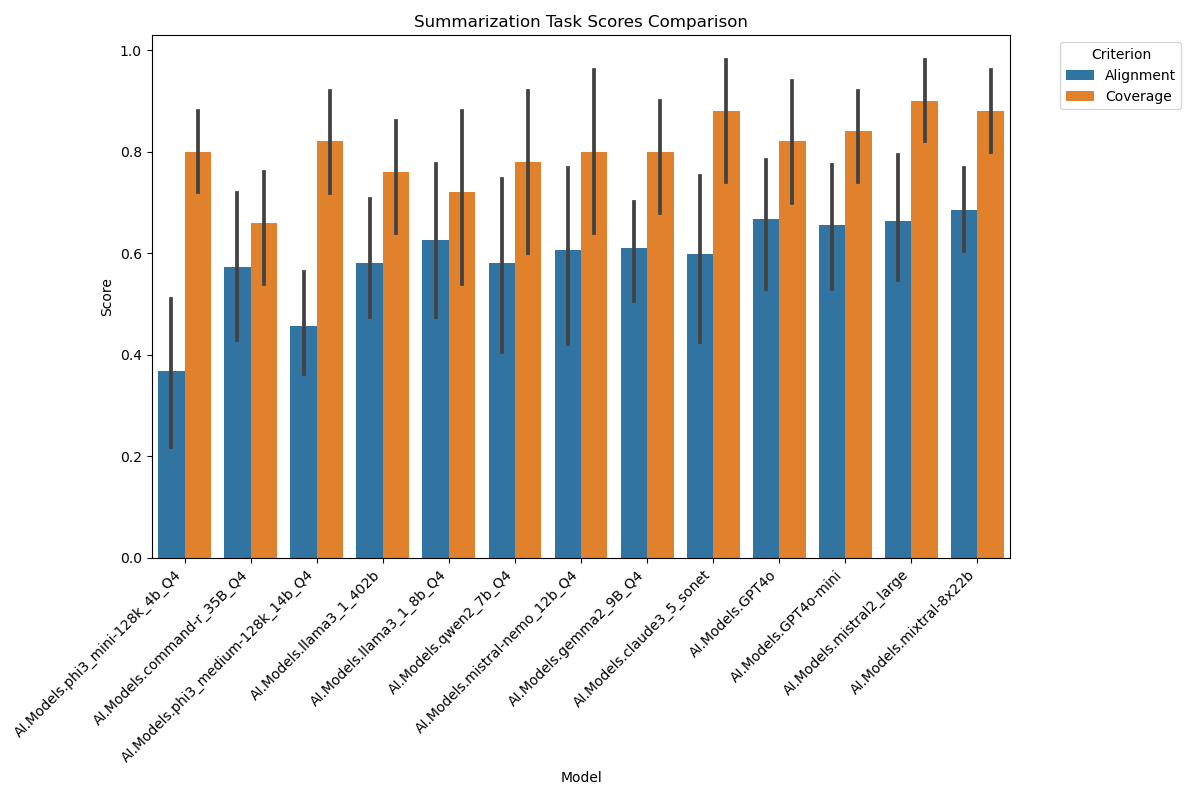 Summarization Task Scores Comparison
Criterion
Alignment
Coverage
Score
1.0
0.8
0.6
0.4
0.2
0.0
AI.Models.phi3_mini-128k_4b_Q4
AI.Models.command-r_35B_Q4
AI.Models.phi3_medium-128k_14b_Q4
AI.Models.llama3_1_402b
AI.Models.llama3_1_8b_Q4
AI.Models.qwen2_7b_Q4
AI.Models.mistral-nemo_12b_Q4
AI.Models.gemma2_9B_Q4
AI.Models.claude3_5_sonet
AI.Models.GPT4o
AI.Models.GPT4o-mini
AI.Models.mistral2_large
AI.Models.mixtral-8x22b
Model